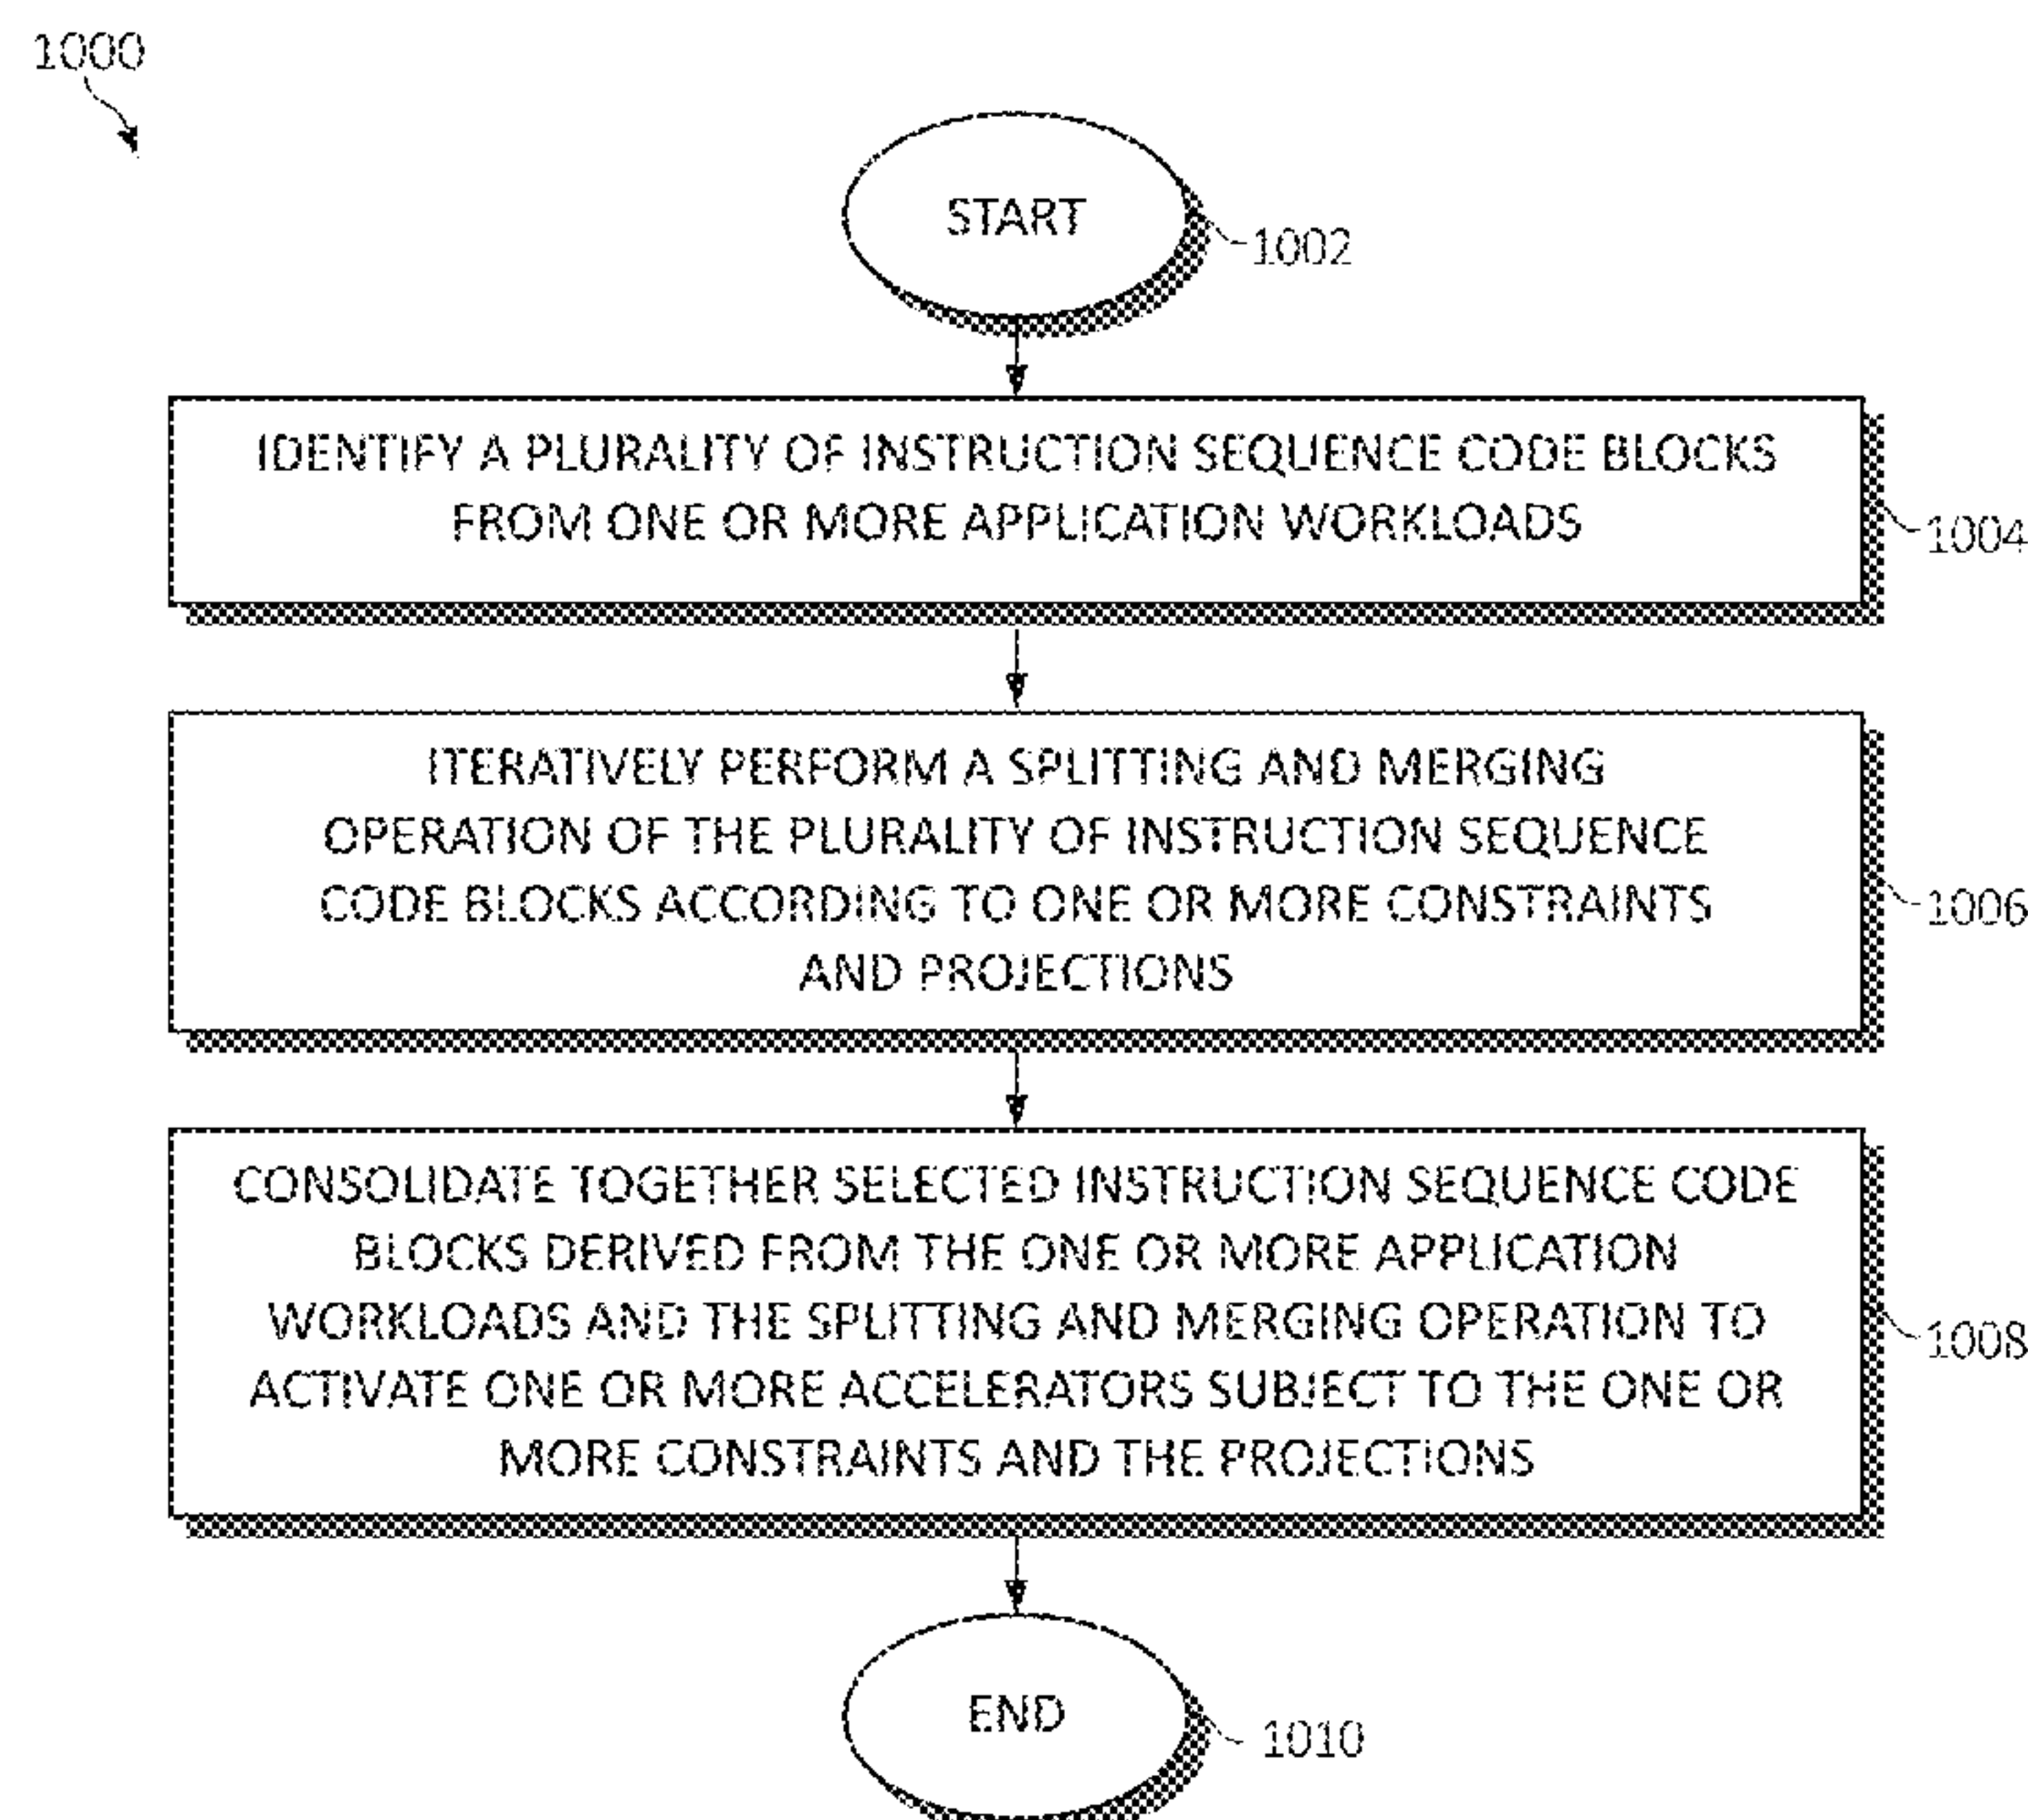 1000
START
1002
IDENTIFY A PLURALITY OF INSTRUCTION SEQUENCE CODE BLOCKS
FROM ONE OR MORE APPLICATION WORKLOADS
1004
ITERATIVELY PERFORM A SPLITTING AND MERGING
OPERATION OF THE PLURALITY OF INSTRUCTION SEQUENCE
CODE BLOCKS ACCORDING TO ONE OR MORE CONSTRAINTS
AND PROJECTIONS
1006
CONSOLIDATE TOGETHER SELECTED INSTRUCTION SEQUENCE CODE
BLOCKS DERIVED FROM THE ONE OR MORE APPLICATION
WORKLOADS AND THE SPLITTING AND MERGING OPERATION TO
ACTIVATE ONE OR MORE ACCELERATORS SUBJECT TO THE ONE OR
MORE CONSTRAINTS AND THE PROJECTIONS
1008
END
1010